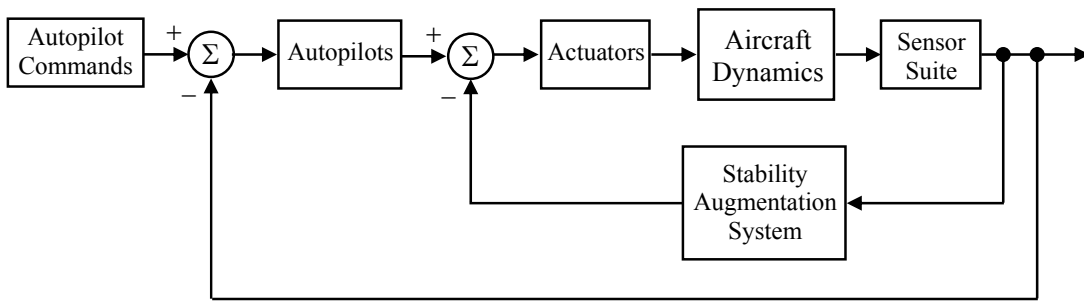 Autopilot
Commands
+
Σ
−
Autopilots
+
Σ
−
Actuators
Aircraft
Dynamics
Sensor
Suite
Stability
Augmentation
System